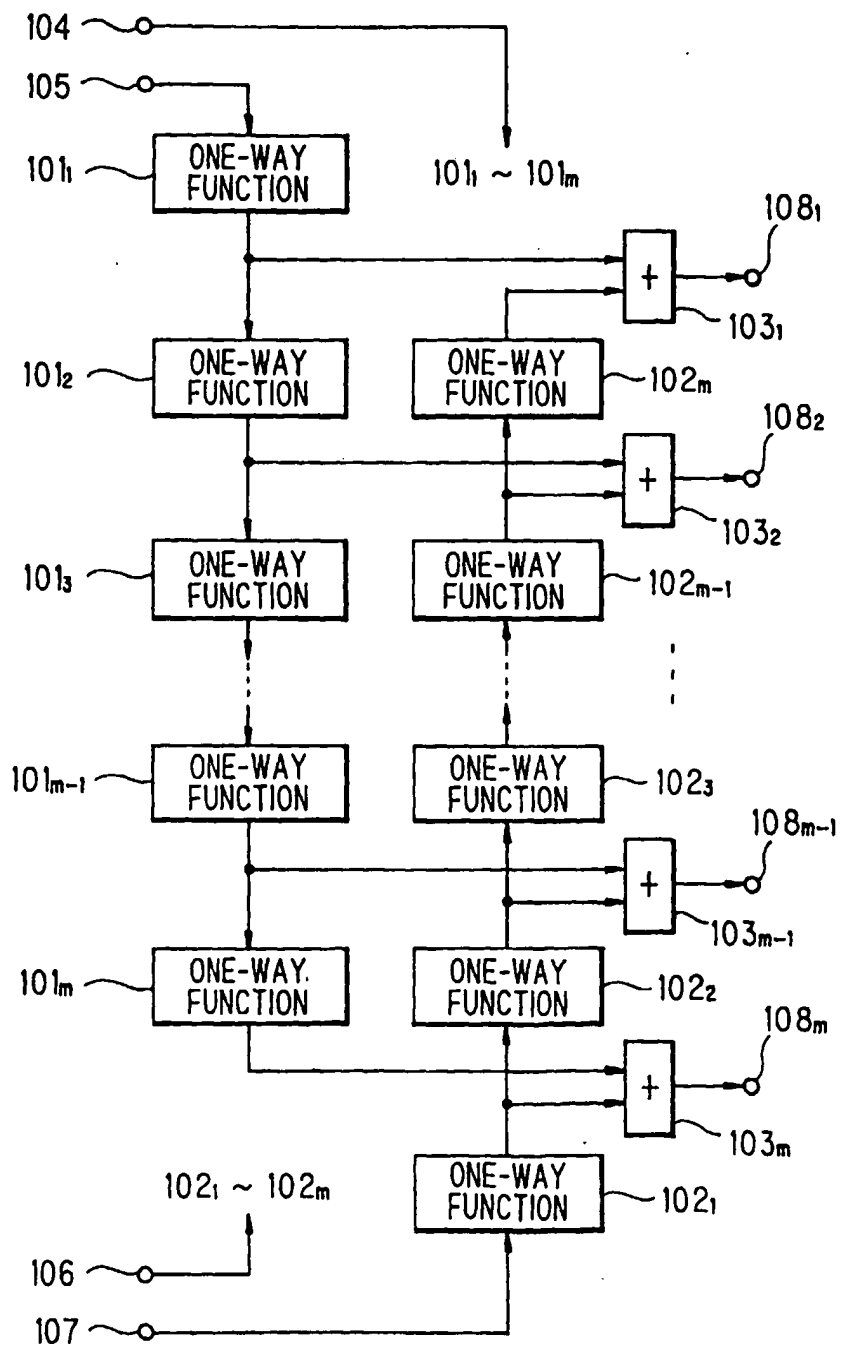 104
105
101₁
ONE-WAY
FUNCTION
101₁ ~ 101m
108₁
+
103₁
101₂
ONE-WAY
FUNCTION
ONE-WAY
FUNCTION
102m
108₂
+
103₂
101₃
ONE-WAY
FUNCTION
ONE-WAY
FUNCTION
102m-1
101m-1
ONE-WAY
FUNCTION
ONE-WAY
FUNCTION
102₃
108m-1
+
103m-1
101m
ONE-WAY
FUNCTION
ONE-WAY
FUNCTION
102₂
108m
+
103m
102₁ ~ 102m
ONE-WAY
FUNCTION
102₁
106
107